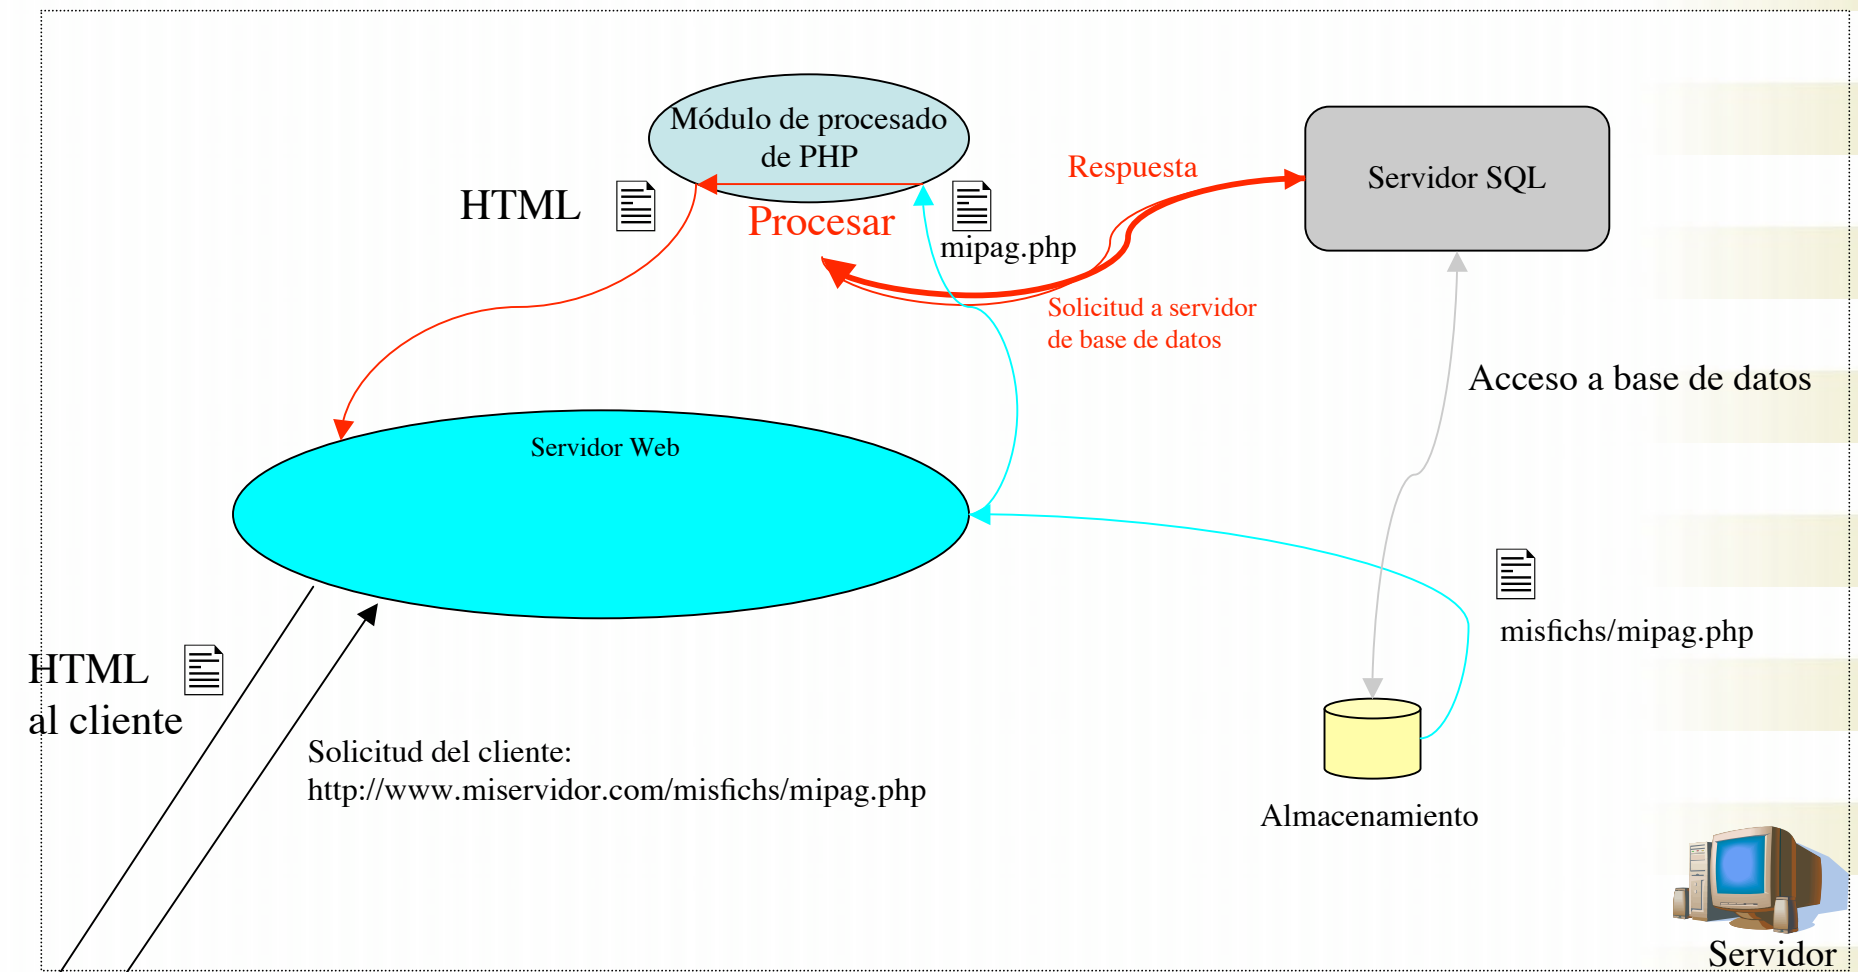 Módulo de procesado
de PHP
Respuesta
Servidor SQL
HTML
Procesar
mipag.php
Solicitud a servidor
de base de datos
Acceso a base de datos
Servidor Web
misfichs/mipag.php
HTML
al cliente
Solicitud del cliente:
http://www.miservidor.com/misfichs/mipag.php
Almacenamiento
Servidor